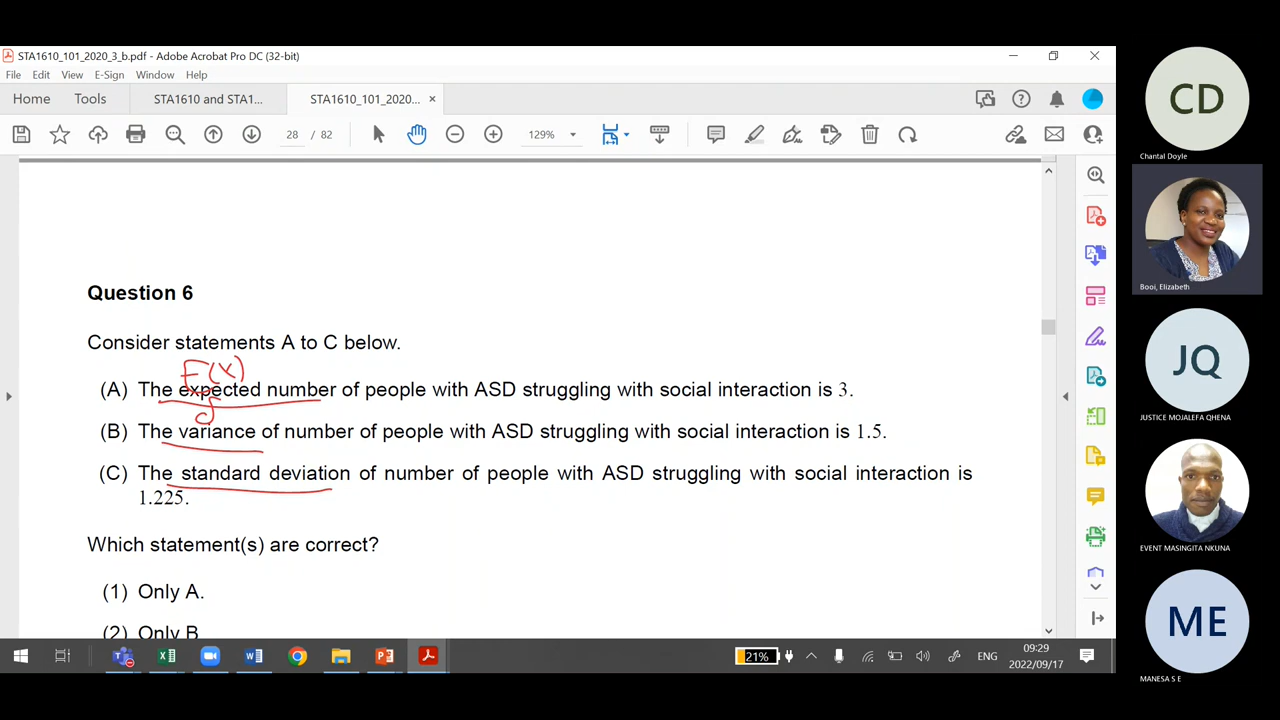 STA1610_101_2020_3_b.pdf - Adobe Acrobat Pro DC (32-bit)
File Edit View E-Sign Window Help
Home Tools STA1610 and STA1... STA1610_101_2020... ×
28 / 82 129%
Question 6
Consider statements A to C below.
E(x)
(A) The expected number of people with ASD struggling with social interaction is 3.
(B) The variance of number of people with ASD struggling with social interaction is 1.5.
(C) The standard deviation of number of people with ASD struggling with social interaction is
1.225.
Which statement(s) are correct?
(1) Only A.
(2) Only B
CD
Chantal Doyle
Booi, Elizabeth
JQ
JUSTICE MOJALEFA QHENA
EVENT MASINGITA NKUNA
ME
MANESA S E
21% ENG 09:29
2022/09/17